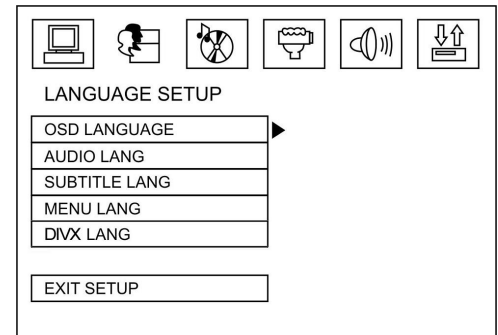 LANGUAGE SETUP
OSD LANGUAGE
AUDIO LANG
SUBTITLE LANG
MENU LANG
DIVX LANG
EXIT SETUP